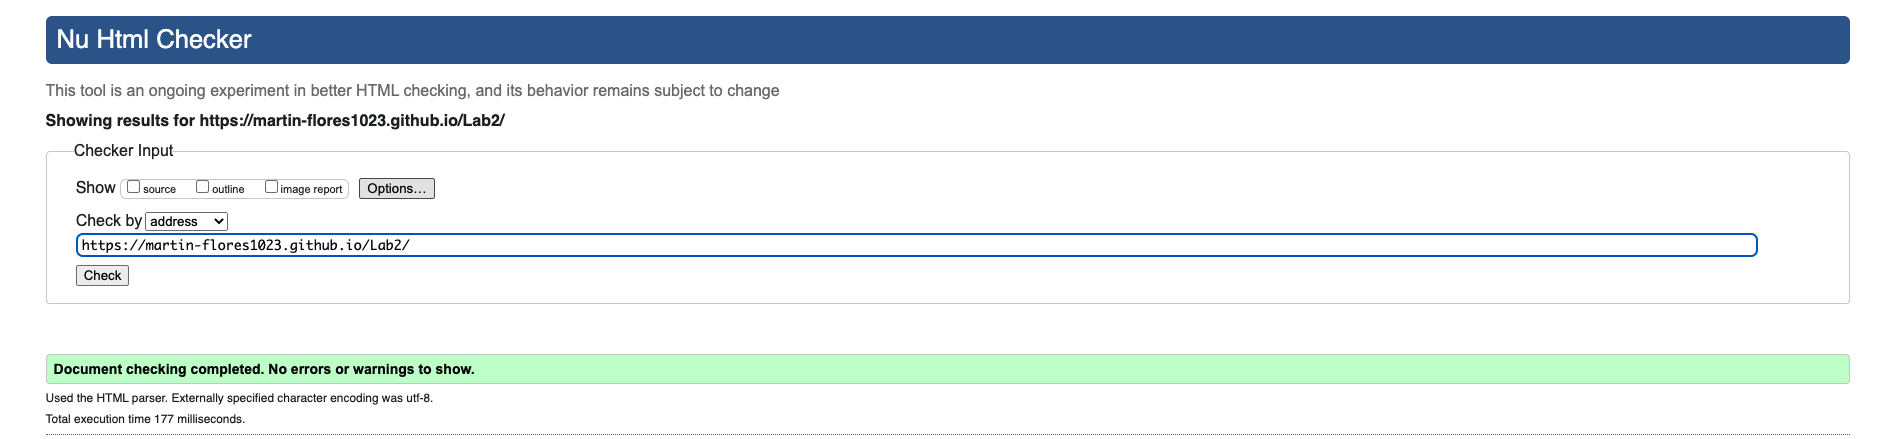 Nu Html Checker
This tool is an ongoing experiment in better HTML checking, and its behavior remains subject to change
Showing results for https://martin-flores1023.github.io/Lab2/
Checker Input
Show source outline image report Options...
Check by address
https://martin-flores1023.github.io/Lab2/
Check
Document checking completed. No errors or warnings to show.
Used the HTML parser. Externally specified character encoding was utf-8.
Total execution time 177 milliseconds.